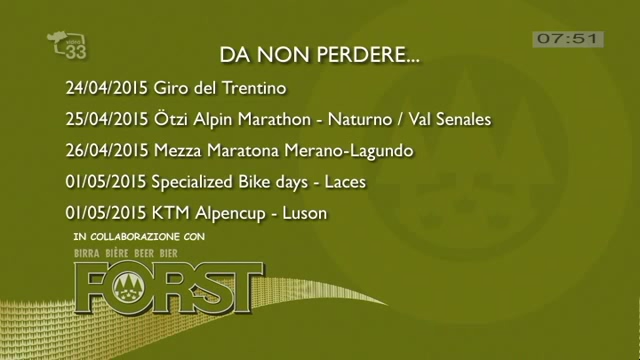 33
07:51
DA NON PERDERE...
24/04/2015 Giro del Trentino
25/04/2015 Ötzi Alpin Marathon - Naturno / Val Senales
26/04/2015 Mezza Maratona Merano-Lagundo
01/05/2015 Specialized Bike days - Laces
01/05/2015 KTM Alpencup - Luson
IN COLLABORAZIONE CON
BIRRA BIÈRE BEER BIER
FORST